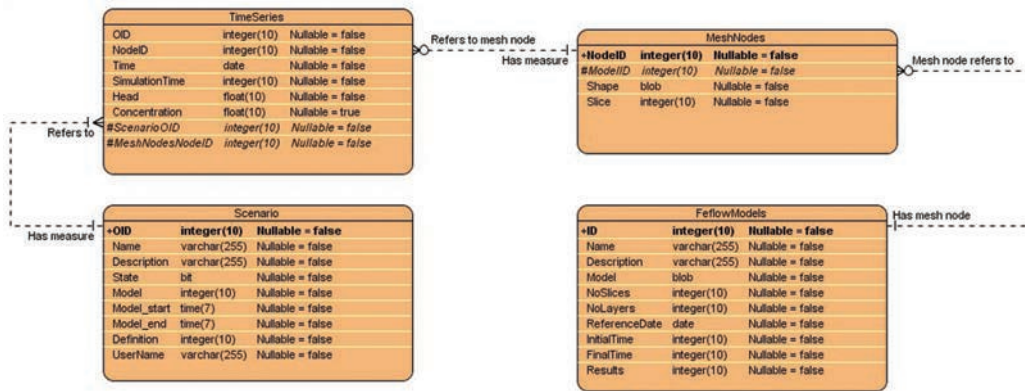 TimeSeries
OID integer(10) Nullable = false
NodeID integer(10) Nullable = false
Time date Nullable = false
SimulationTime integer(10) Nullable = false
Head float(10) Nullable = false
Concentration float(10) Nullable = true
#ScenarioOID integer(10) Nullable = false
#MeshNodesNodeID integer(10) Nullable = false
Refers to mesh node
Has measure
MeshNodes
+NodeID integer(10) Nullable = false
#ModelID integer(10) Nullable = false
Shape blob Nullable = false
Slice integer(10) Nullable = false
Mesh node refers to
Refers to
Has measure
Scenario
+OID integer(10) Nullable = false
Name varchar(255) Nullable = false
Description varchar(255) Nullable = false
State bit Nullable = false
Model integer(10) Nullable = false
Model_start time(7) Nullable = false
Model_end time(7) Nullable = false
Definition integer(10) Nullable = false
UserName varchar(255) Nullable = false
FeflowModels
+ID integer(10) Nullable = false
Name varchar(255) Nullable = false
Description varchar(255) Nullable = false
Model blob Nullable = false
NoSlices integer(10) Nullable = false
NoLayers integer(10) Nullable = false
ReferenceDate date Nullable = false
InitialTime integer(10) Nullable = false
FinalTime integer(10) Nullable = false
Results integer(10) Nullable = false
Has mesh node